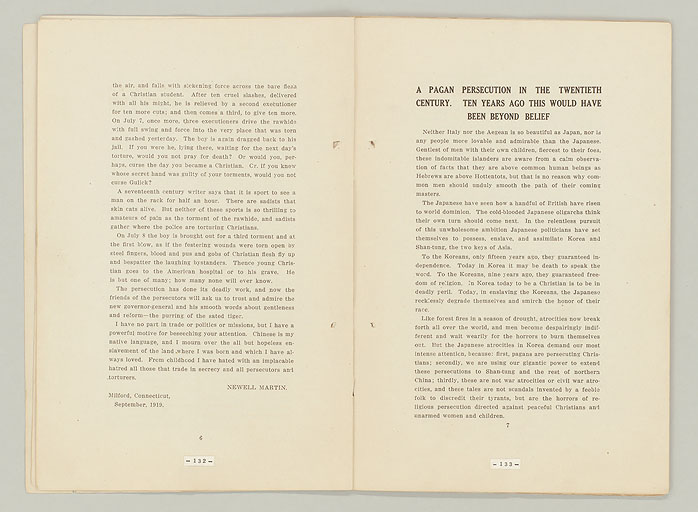 the air, and falls with sickening force across the bare flesh
of a Christian student. After ten cruel slashes, delivered
with all his might, he is relieved by a second executioner
for ten more cuts; and then comes a third, to give ten more.
On July 7, once more, three executioners drive the rawhide
with full swing and force into the very place that was torn
and gashed yesterday. The boy is again dragged back to his
jail. If you were he, lying there, waiting for the next day's
torture, would you not pray for death? Or would you, per-
haps, curse the day you became a Christian. Or, if you knew
whose secret hand was guilty of your torments, would you not
curse Gulick?
A seventeenth century writer says that it is sport to see a
man on the rack for half an hour. There are sadists that
skin cats alive. But neither of these sports is so thrilling to
amateurs of pain as the torment of the rawhide, and sadists
gather where the police are torturing Christians.
On July 8 the boy is brought out for a third torment and at
the first blow, as if the festering wounds were torn open by
steel fingers, blood and pus and gobs of Christian flesh fly up
and bespatter the laughing bystanders. Thence young Chris-
tian goes to the American hospital or to his grave. He
is but one of many; how many none will ever know.
The persecution has done its deadly work, and now the
friends of the persecutors will ask us to trust and admire the
new governor-general and his smooth words about gentleness
and reform—the purring of the sated tiger.
I have no part in trade or politics or missions, but I have a
powerful motive for beseeching your attention. Chinese is my
native language, and I mourn over the all but hopeless en-
slavement of the land where I was born and which I have al-
ways loved. From childhood I have hated with an implacable
hatred all those that trade in secrecy and all persecutors and
torturers.
NEWELL MARTIN.
Milford, Connecticut,
September, 1919.
6
—132—
A PAGAN PERSECUTION IN THE TWENTIETH
CENTURY. TEN YEARS AGO THIS WOULD HAVE
BEEN BEYOND BELIEF
Neither Italy nor the Aegean is so beautiful as Japan, nor is
any people more lovable and admirable than the Japanese.
Gentlest of men with their own children, fiercest to their foes,
these indomitable islanders are aware from a calm observa-
tion of facts that they are above common human beings as
Hebrews are above Hottentots, but that is no reason why com-
mon men should unduly smooth the path of their coming
masters.
The Japanese have seen how a handful of British have risen
to world dominion. The cold-blooded Japanese oligarchs think
their own turn should come next. In the relentless pursuit
of this unwholesome ambition Japanese politicians have set
themselves to possess, enslave, and assimilate Korea and
Shan-tung, the two keys of Asia.
To the Koreans, only fifteen years ago, they guaranteed in-
dependence. Today in Korea it may be death to speak the
word. To the Koreans, nine years ago, they guaranteed free-
dom of religion. In Korea today to be a Christian is to be in
deadly peril. Today, in enslaving the Koreans, the Japanese
recklessly degrade themselves and smirch the honor of their
race.
Like forest fires in a season of drought, atrocities now break
forth all over the world, and men become despairingly indif-
ferent and wait wearily for the horrors to burn themselves
out. But the Japanese atrocities in Korea demand our most
intense attention, because: first, pagans are persecuting Chris-
tians; secondly, we are using our gigantic power to extend
these persecutions to Shan-tung and the rest of northern
China; thirdly, these are not war atrocities or civil war atro-
cities, and these tales are not scandals invented by a feeble
folk to discredit their tyrants, but are the horrors of re-
ligious persecution directed against peaceful Christians and
unarmed women and children.
7
—133—